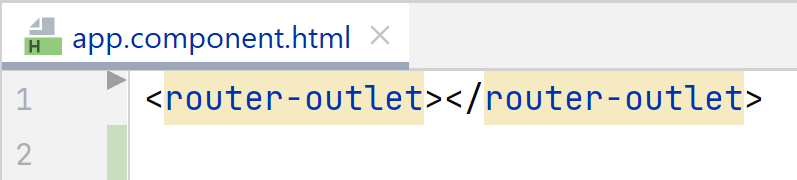 H app.component.html
1 <router-outlet></router-outlet>
2